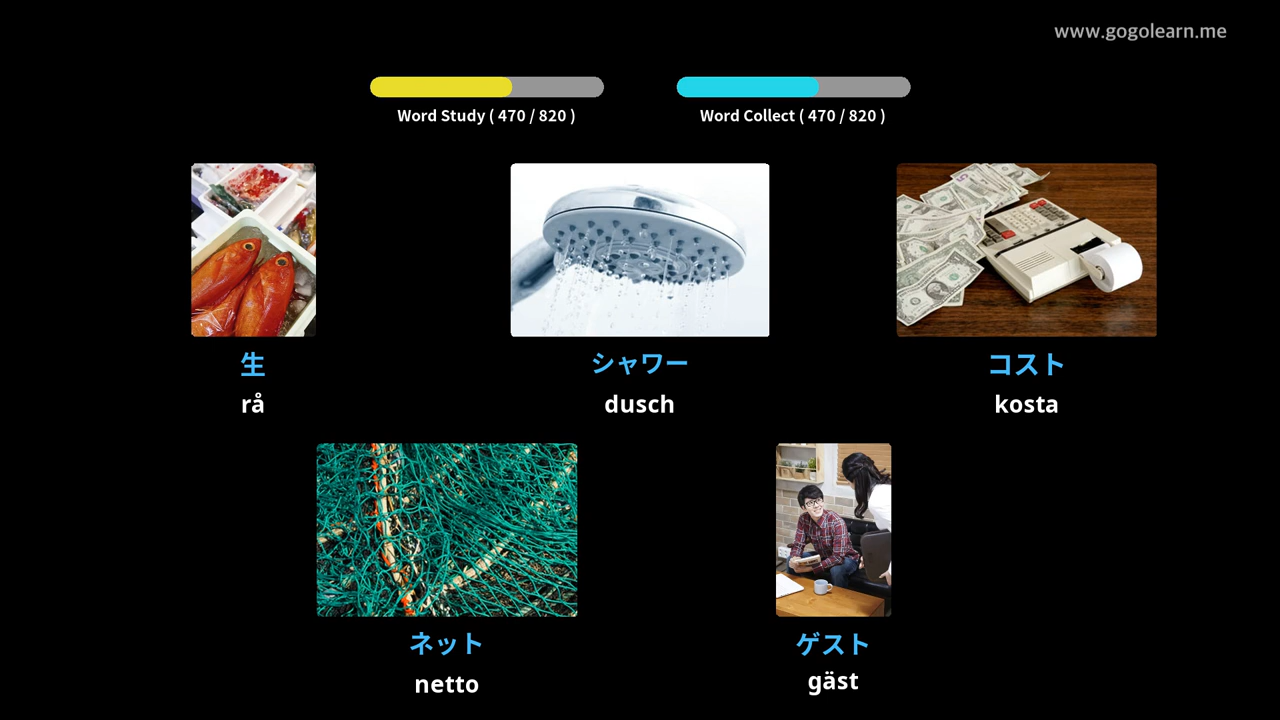 www.gogolearn.me
Word Study ( 470 / 820 )
Word Collect ( 470 / 820 )
生
シャワー
コスト
rå
dusch
kosta
ネット
ゲスト
netto
gäst